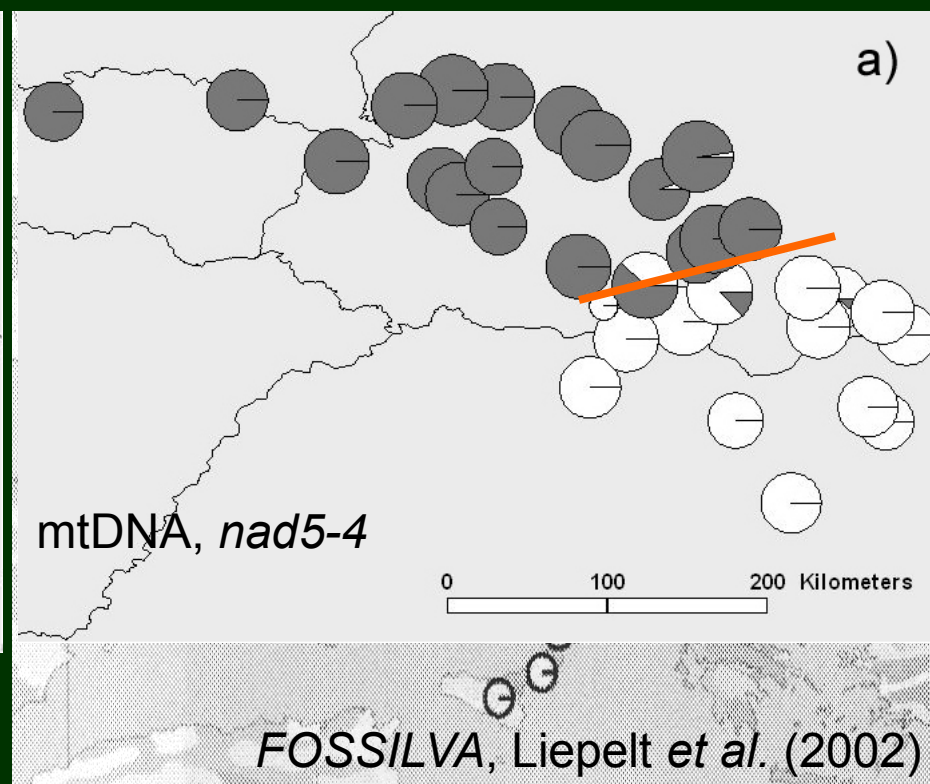 a)
mtDNA, nad5-4
0 100 200 Kilometers
FOSSILVA, Liepelt et al. (2002)